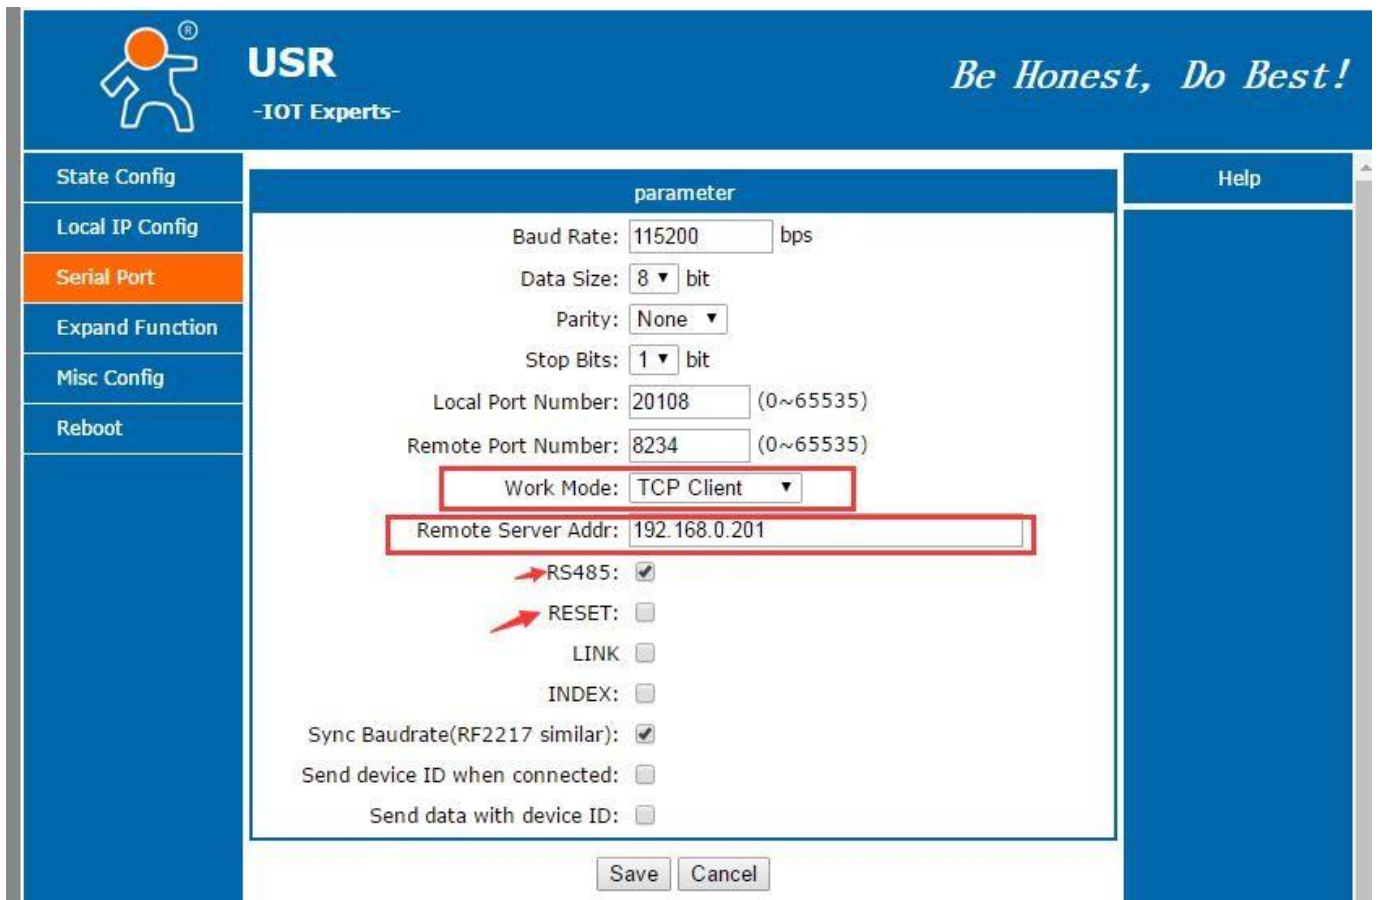 ®
USR
-IOT Experts-
Be Honest, Do Best!
State Config
Local IP Config
Serial Port
Expand Function
Misc Config
Reboot
parameter
Baud Rate: 115200 bps
Data Size: 8 bit
Parity: None
Stop Bits: 1 bit
Local Port Number: 20108 (0~65535)
Remote Port Number: 8234 (0~65535)
Work Mode: TCP Client
Remote Server Addr: 192.168.0.201
RS485:
RESET:
LINK
INDEX:
Sync Baudrate(RF2217 similar):
Send device ID when connected:
Send data with device ID:
Save Cancel
Help